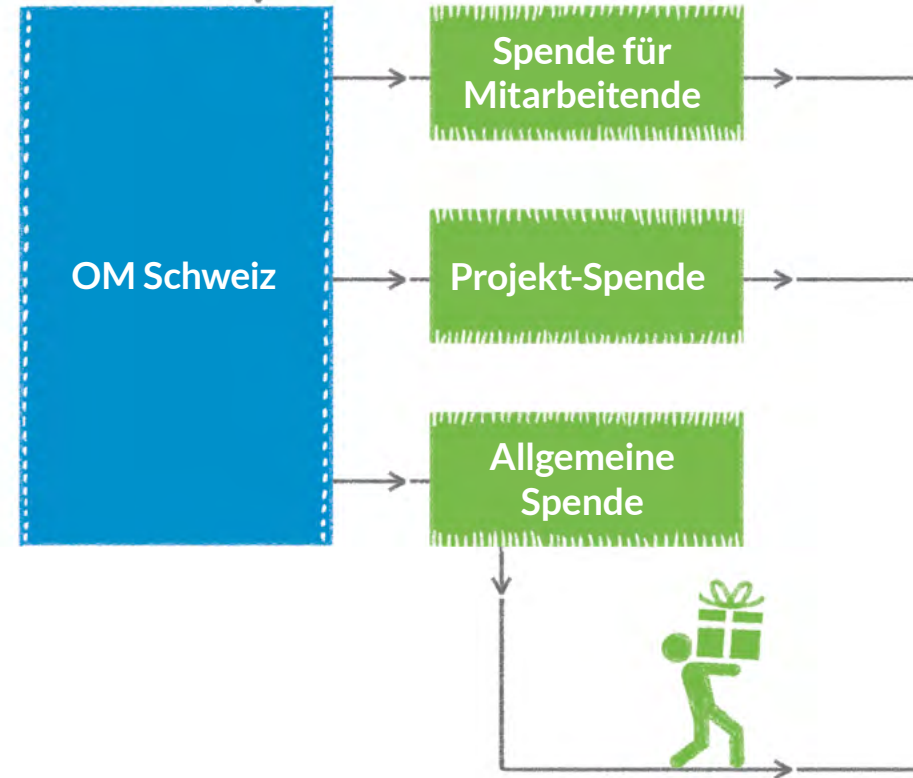 Spende für
Mitarbeitende
OM Schweiz
Projekt-Spende
Allgemeine
Spende